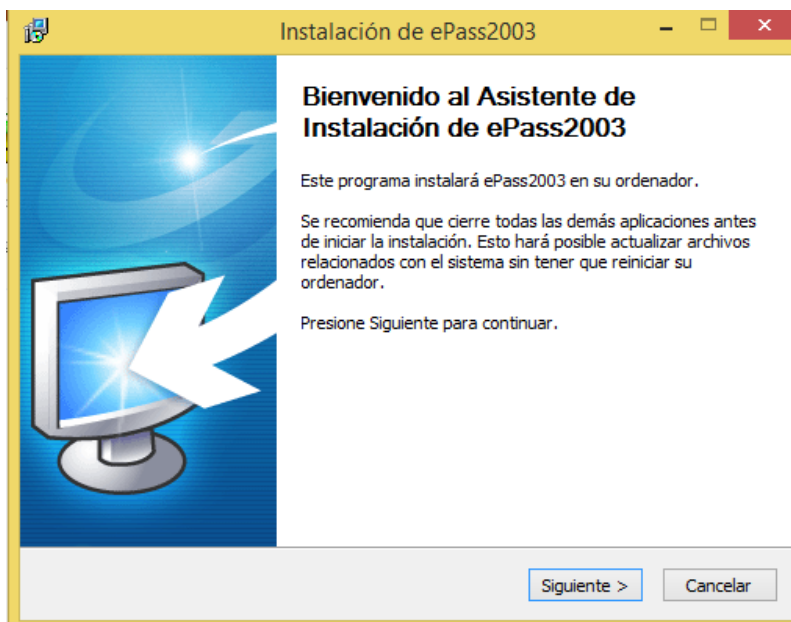 Instalación de ePass2003
Bienvenido al Asistente de
Instalación de ePass2003
Este programa instalará ePass2003 en su ordenador.
Se recomienda que cierre todas las demás aplicaciones antes
de iniciar la instalación. Esto hará posible actualizar archivos
relacionados con el sistema sin tener que reiniciar su
ordenador.
Presione Siguiente para continuar.
Siguiente >
Cancelar